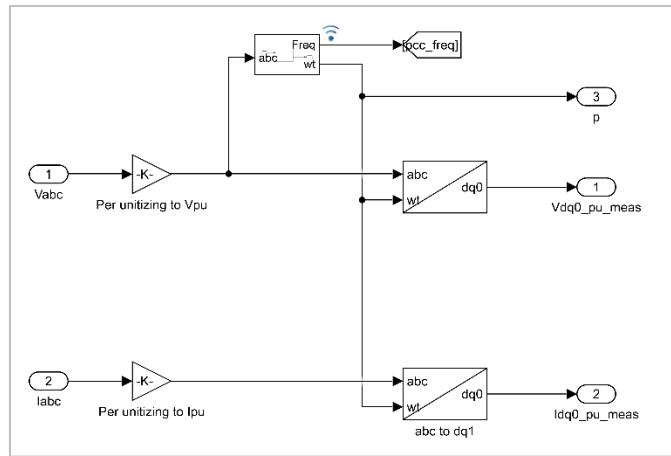 Freq
abc
wt
[pcc_freq]
3
p
1
Vabc
-K-
Per unitizing to Vpu
abc
wt
dq0
1
Vdq0_pu_meas
2
Iabc
-K-
Per unitizing to Ipu
abc
wt
dq0
abc to dq1
2
Idq0_pu_meas